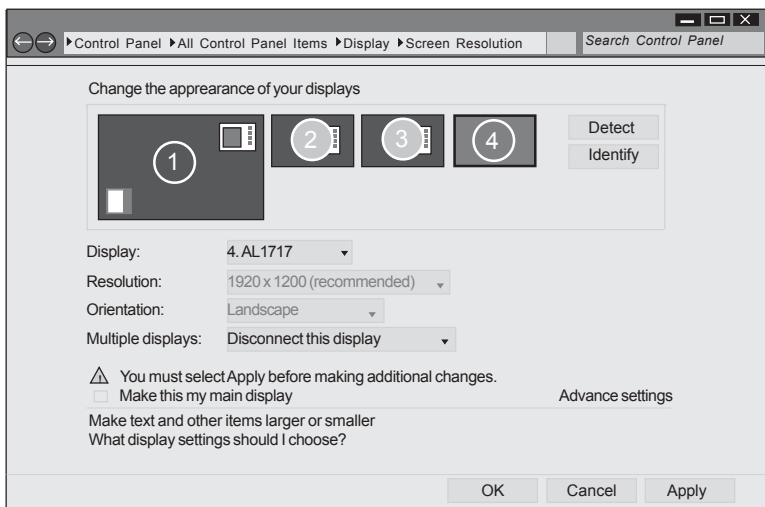 Control Panel All Control Panel Items Display Screen Resolution
Search Control Panel
Change the apprearance of your displays
1 2 3 4
Detect
Identify
Display: 4. AL1717
Resolution: 1920 x 1200 (recommended)
Orientation: Landscape
Multiple displays: Disconnect this display
You must select Apply before making additional changes.
Make this my main display
Advance settings
Make text and other items larger or smaller
What display settings should I choose?
OK Cancel Apply